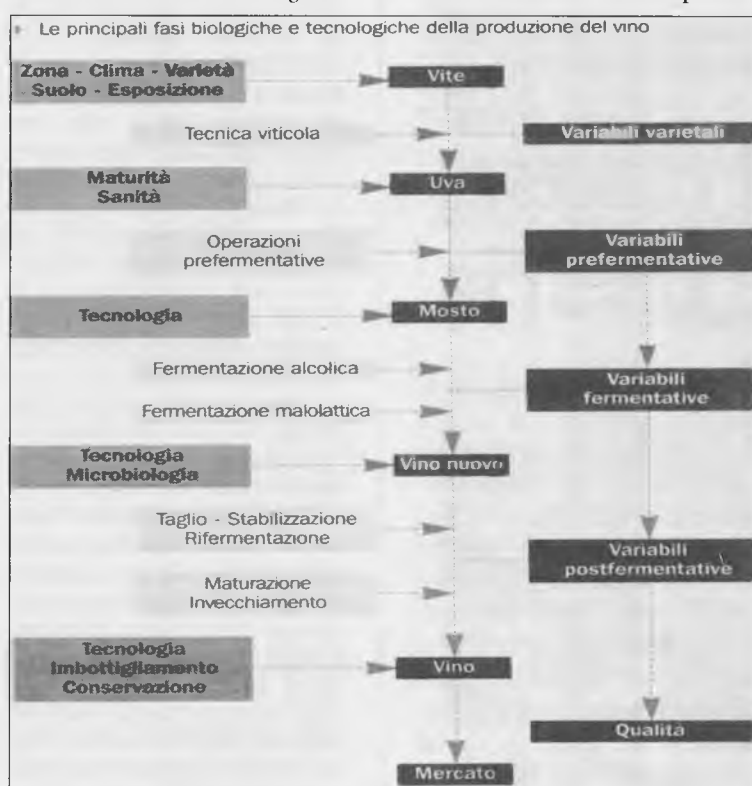 Le principali fasi biologiche e tecnologiche della produzione del vino
Zona - Clima - Varietà
Suolo - Esposizione
Vite
Tecnica viticola
Variabili varietali
Maturità
Sanità
Uva
Operazioni
prefermentative
Variabili
prefermentative
Tecnologia
Mosto
Fermentazione alcolica
Variabili
fermentative
Fermentazione malolattica
Tecnologia
Microbiologia
Vino nuovo
Taglio - Stabilizzazione
Rifermentazione
Variabili
postfermentative
Maturazione
Invecchiamento
Tecnologia
Imbottigliamento
Conservazione
Vino
Qualità
Mercato